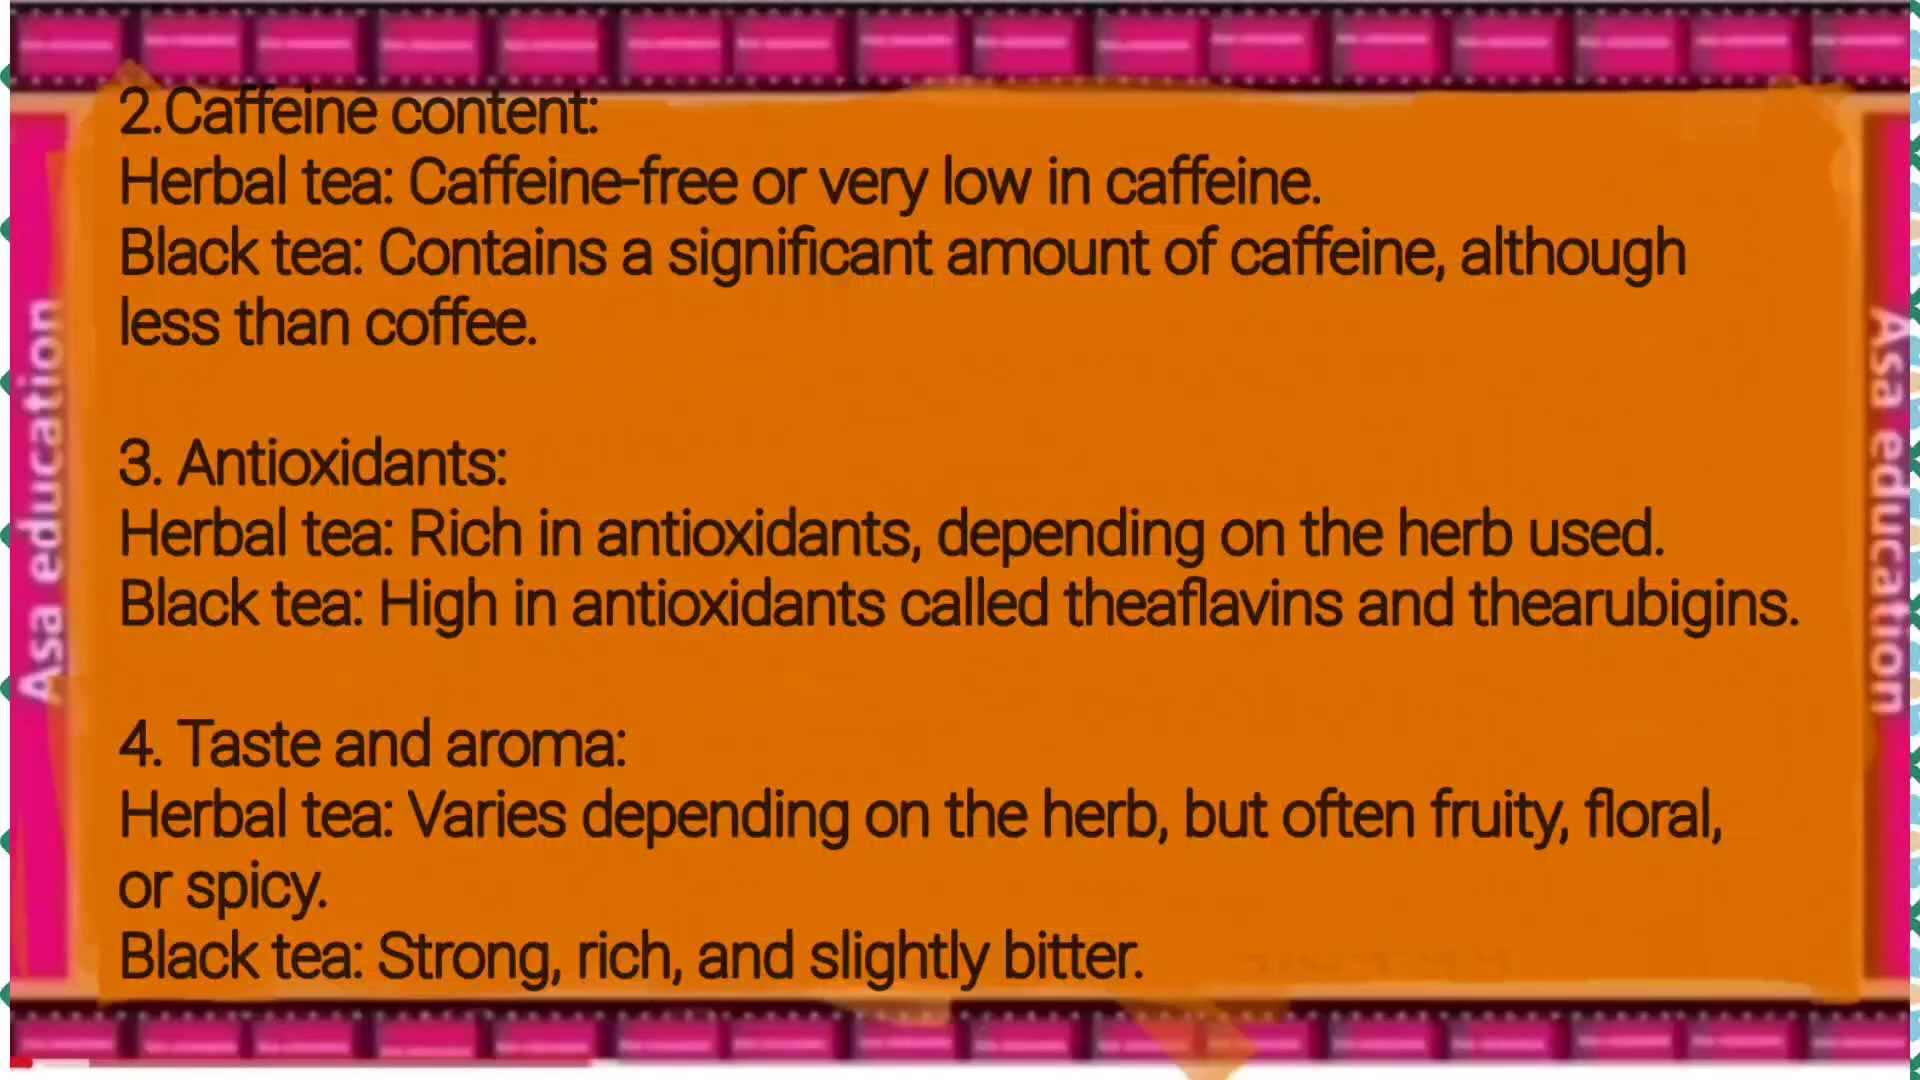 2.Caffeine content:
Herbal tea: Caffeine-free or very low in caffeine.
Black tea: Contains a significant amount of caffeine, although
less than coffee.
3. Antioxidants:
Herbal tea: Rich in antioxidants, depending on the herb used.
Black tea: High in antioxidants called theaflavins and thearubigins.
4. Taste and aroma:
Herbal tea: Varies depending on the herb, but often fruity, floral,
or spicy.
Black tea: Strong, rich, and slightly bitter.
Asa education
Asa education